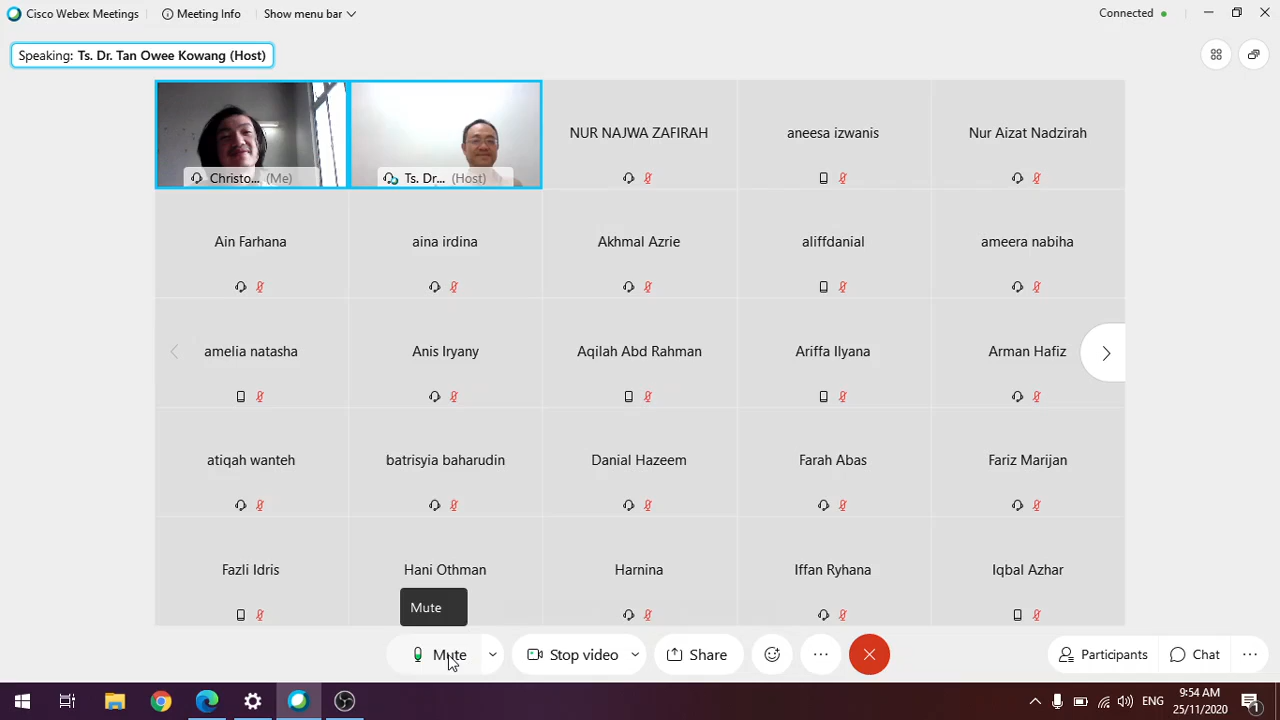 Cisco Webex Meetings
Meeting Info
Show menu bar
Connected
Speaking: Ts. Dr. Tan Owee Kowang (Host)
Christo... (Me)
Ts. Dr... (Host)
NUR NAJWA ZAFIRAH
aneesa izwanis
Nur Aizat Nadzirah
Ain Farhana
aina irdina
Akhmal Azrie
aliffdanial
ameera nabiha
amelia natasha
Anis Iryany
Aqilah Abd Rahman
Ariffa Ilyana
Arman Hafiz
atiqah wanteh
batrisyia baharudin
Danial Hazeem
Farah Abas
Fariz Marijan
Fazli Idris
Hani Othman
Harnina
Iffan Ryhana
Iqbal Azhar
Mute
Mute
Stop video
Share
Participants
Chat
ENG
9:54 AM
25/11/2020
1